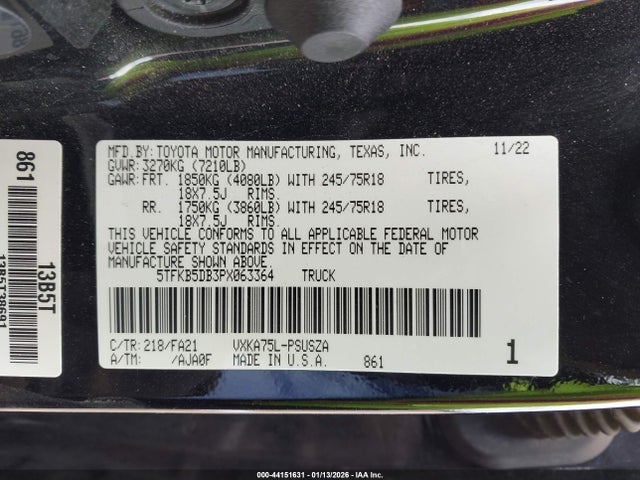 MFD.BY:TOYOTA MOTOR MANUFACTURING, TEXAS, INC. 11/22
GVWR:3270KG (7210LB)
GAWR:FRT. 1850KG (4080LB) WITH 245/75R18 TIRES,
18X7.5J RIMS.
RR. 1750KG (3860LB) WITH 245/75R18 TIRES,
18X7.5J RIMS.
THIS VEHICLE CONFORMS TO ALL APPLICABLE FEDERAL MOTOR
VEHICLE SAFETY STANDARDS IN EFFECT ON THE DATE OF
MANUFACTURE SHOWN ABOVE.
5TFKB5DB3PX063364 TRUCK
C/TR:218/FA21 VXKA75L-PSUSZA
A/TM: /AJA0F MADE IN U.S.A. 861
1
861
13B5T
13B5T38691
000-44151631 - 01/13/2026 - IAA Inc.